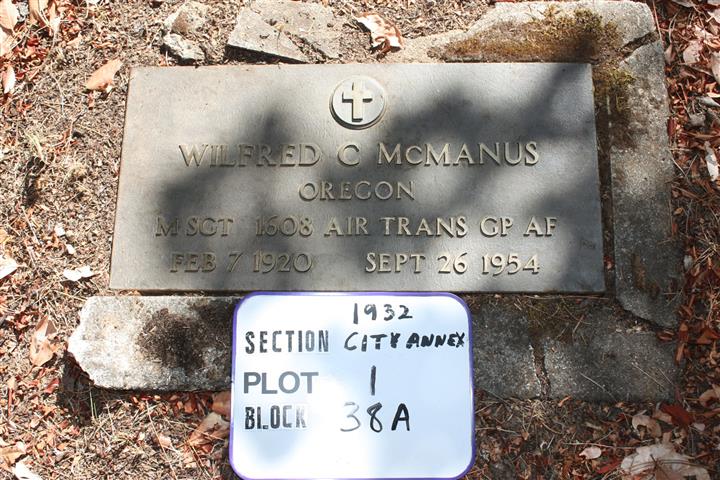 WILFRED C McMANUS
OREGON
M SGT 1608 AIR TRANS GP AF
FEB 7 1920 SEPT 26 1954
1932
SECTION CITY ANNEX
PLOT 1
BLOCK 38A